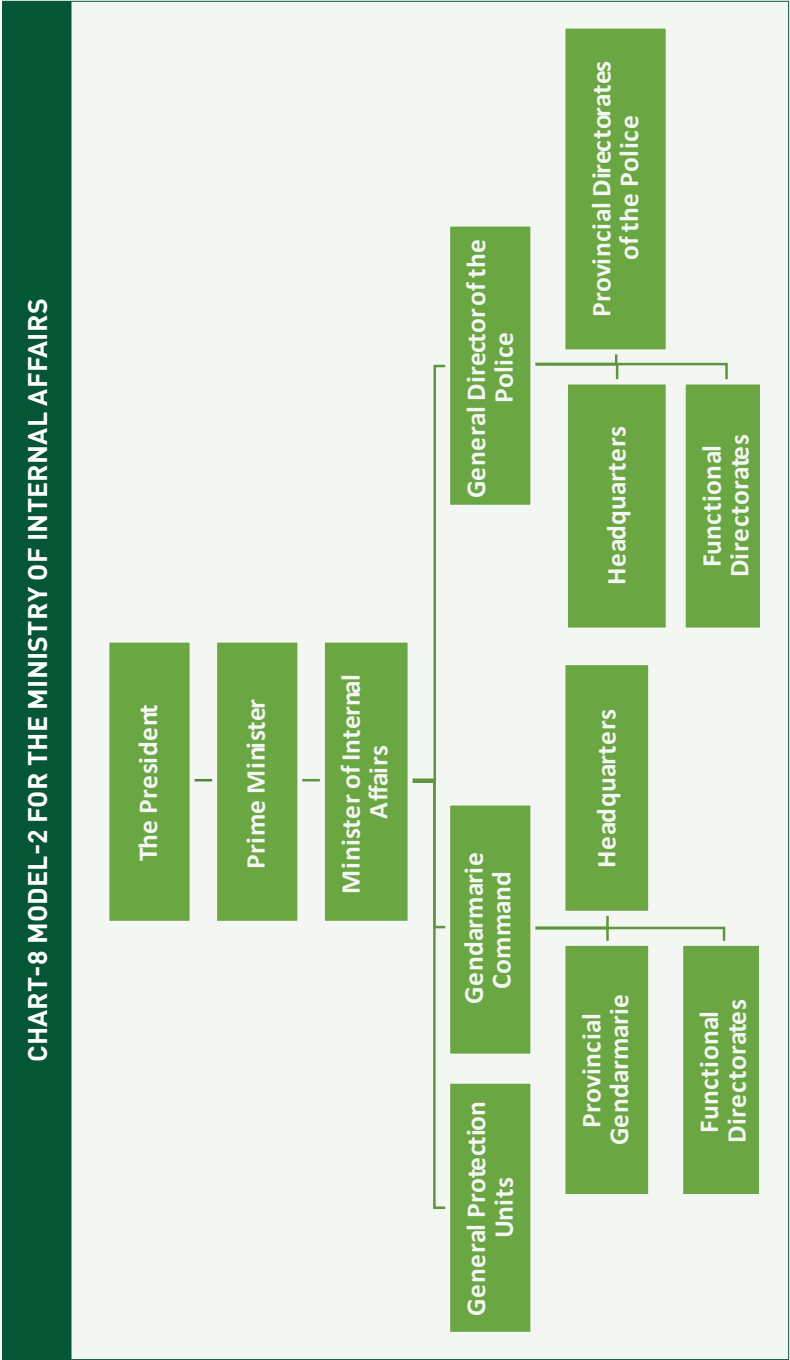 CHART-8 MODEL-2 FOR THE MINISTRY OF INTERNAL AFFAIRS
The President
Prime Minister
Minister of Internal
Affairs
General Protection
Units
Gendarmarie
Command
General Director of the
Police
Provincial
Gendarmarie
Headquarters
Functional
Directorates
Headquarters
Provincial Directorates
of the Police
Functional
Directorates